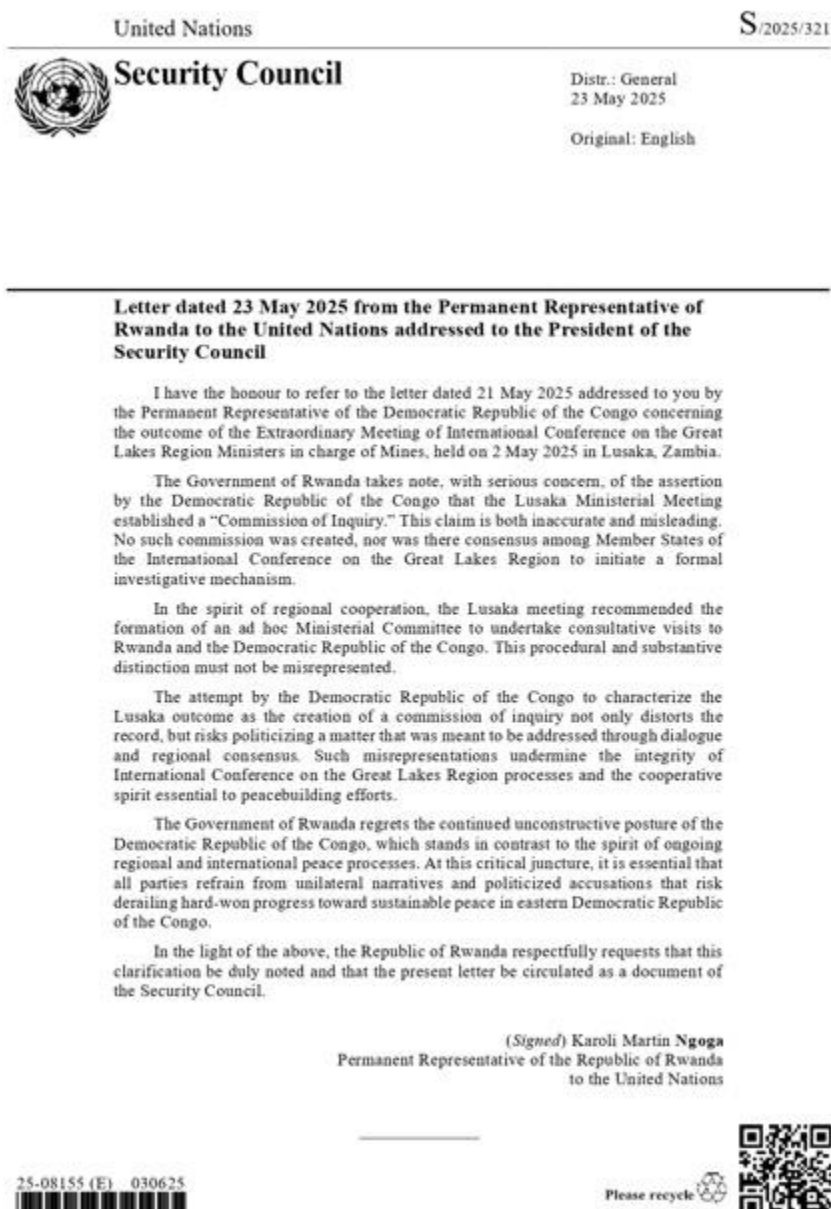 United Nations
S/2025/321
Security Council
Distr.: General
23 May 2025
Original: English
Letter dated 23 May 2025 from the Permanent Representative of
Rwanda to the United Nations addressed to the President of the
Security Council
I have the honour to refer to the letter dated 21 May 2025 addressed to you by
the Permanent Representative of the Democratic Republic of the Congo concerning
the outcome of the Extraordinary Meeting of International Conference on the Great
Lakes Region Ministers in charge of Mines, held on 2 May 2025 in Lusaka, Zambia.
The Government of Rwanda takes note, with serious concern, of the assertion
by the Democratic Republic of the Congo that the Lusaka Ministerial Meeting
established a “Commission of Inquiry.” This claim is both inaccurate and misleading.
No such commission was created, nor was there consensus among Member States of
the International Conference on the Great Lakes Region to initiate a formal
investigative mechanism.
In the spirit of regional cooperation, the Lusaka meeting recommended the
formation of an ad hoc Ministerial Committee to undertake consultative visits to
Rwanda and the Democratic Republic of the Congo. This procedural and substantive
distinction must not be misrepresented.
The attempt by the Democratic Republic of the Congo to characterize the
Lusaka outcome as the creation of a commission of inquiry not only distorts the
record, but risks politicizing a matter that was meant to be addressed through dialogue
and regional consensus. Such misrepresentations undermine the integrity of
International Conference on the Great Lakes Region processes and the cooperative
spirit essential to peacebuilding efforts.
The Government of Rwanda regrets the continued unconstructive posture of the
Democratic Republic of the Congo, which stands in contrast to the spirit of ongoing
regional and international peace processes. At this critical juncture, it is essential that
all parties refrain from unilateral narratives and politicized accusations that risk
derailing hard-won progress toward sustainable peace in eastern Democratic Republic
of the Congo.
In the light of the above, the Republic of Rwanda respectfully requests that this
clarification be duly noted and that the present letter be circulated as a document of
the Security Council.
(Signed) Karoli Martin Ngoga
Permanent Representative of the Republic of Rwanda
to the United Nations
25-08155 (E) 030625
Please recycle